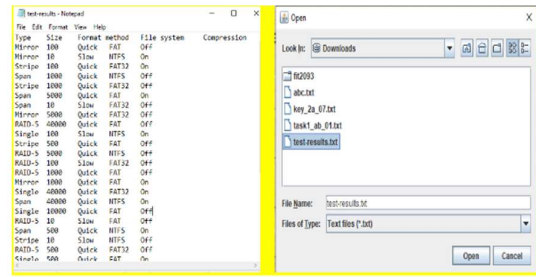 test-results - Notepad
File Edit Format View Help
Type Size Format method File system Compression
Mirror 100 Quick FAT Off
Mirror 10 Slow NTFS On
Stripe 100 Quick FAT32 Off
Span 1000 Quick NTFS On
Stripe 1000 Quick FAT32 Off
Span 5000 Quick FAT On
Span 10 Slow FAT32 On
Mirror 5000 Quick FAT32 Off
RAID-5 40000 Quick FAT Off
Single 100 Slow NTFS On
Stripe 500 Quick FAT Off
RAID-5 5000 Quick NTFS Off
RAID-5 100 Slow FAT32 Off
RAID-5 1000 Quick FAT Off
Mirror 1000 Quick FAT On
Single 40000 Quick FAT32 On
Span 40000 Quick NTFS Off
Single 10000 Quick FAT Off
RAID-5 10 Slow FAT Off
Span 500 Quick NTFS On
Stripe 10 Slow NTFS Off
RAID-5 500 Quick FAT32 Off
Single 500 Quick FAT On
Open
Look In: Downloads
fit2093
abc.txt
key_2a_07.txt
task1_ab_01.txt
test-results.txt
File Name: test-results.txt
Files of Type: Text files (*.txt)
Open Cancel